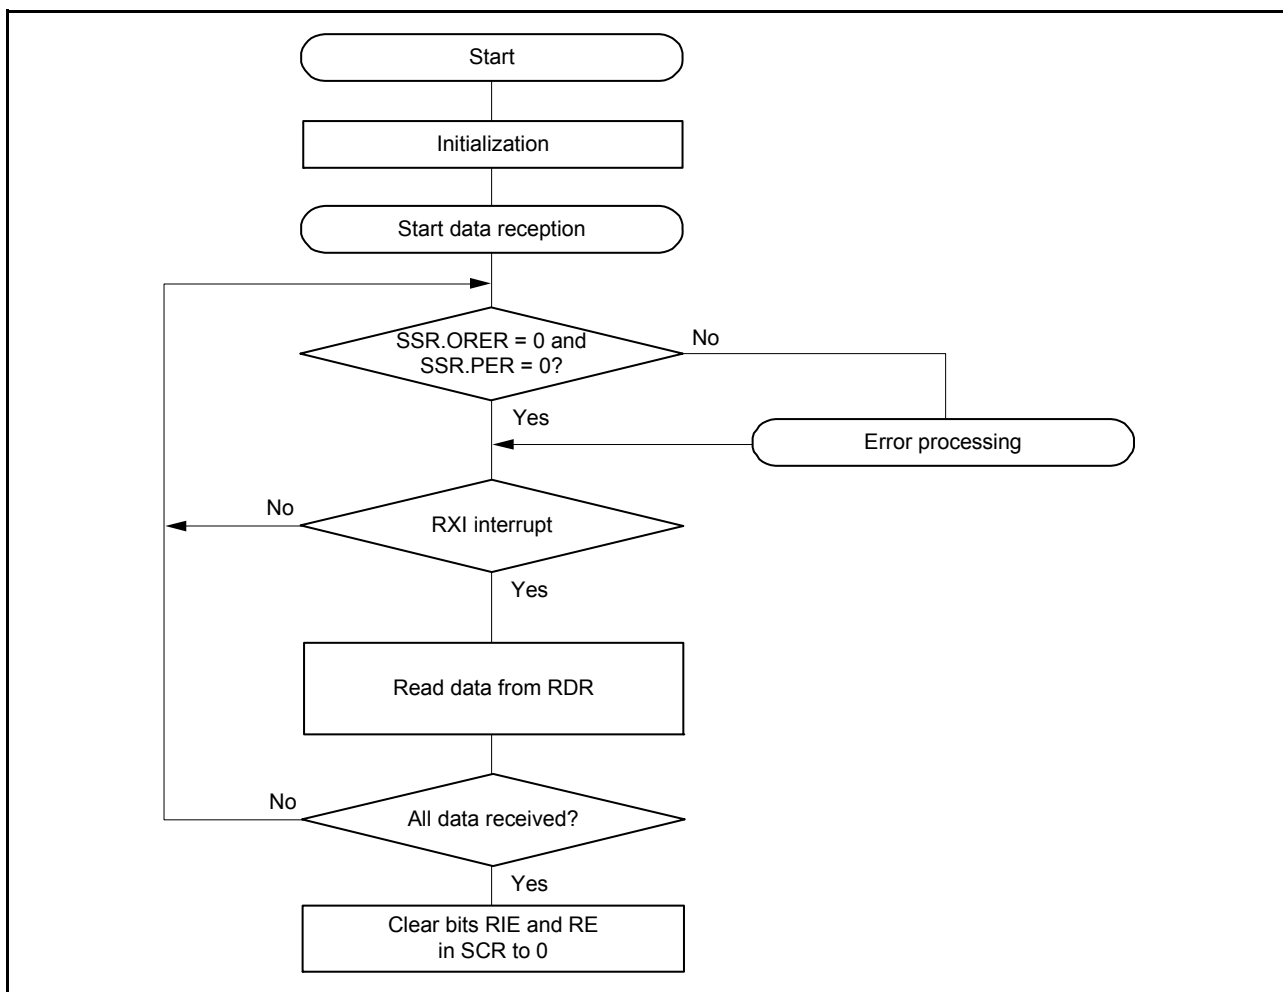 Start
Initialization
Start data reception
SSR.ORER = 0 and
SSR.PER = 0?
No
Yes
Error processing
No
RXI interrupt
Yes
Read data from RDR
No
All data received?
Yes
Clear bits RIE and RE
in SCR to 0